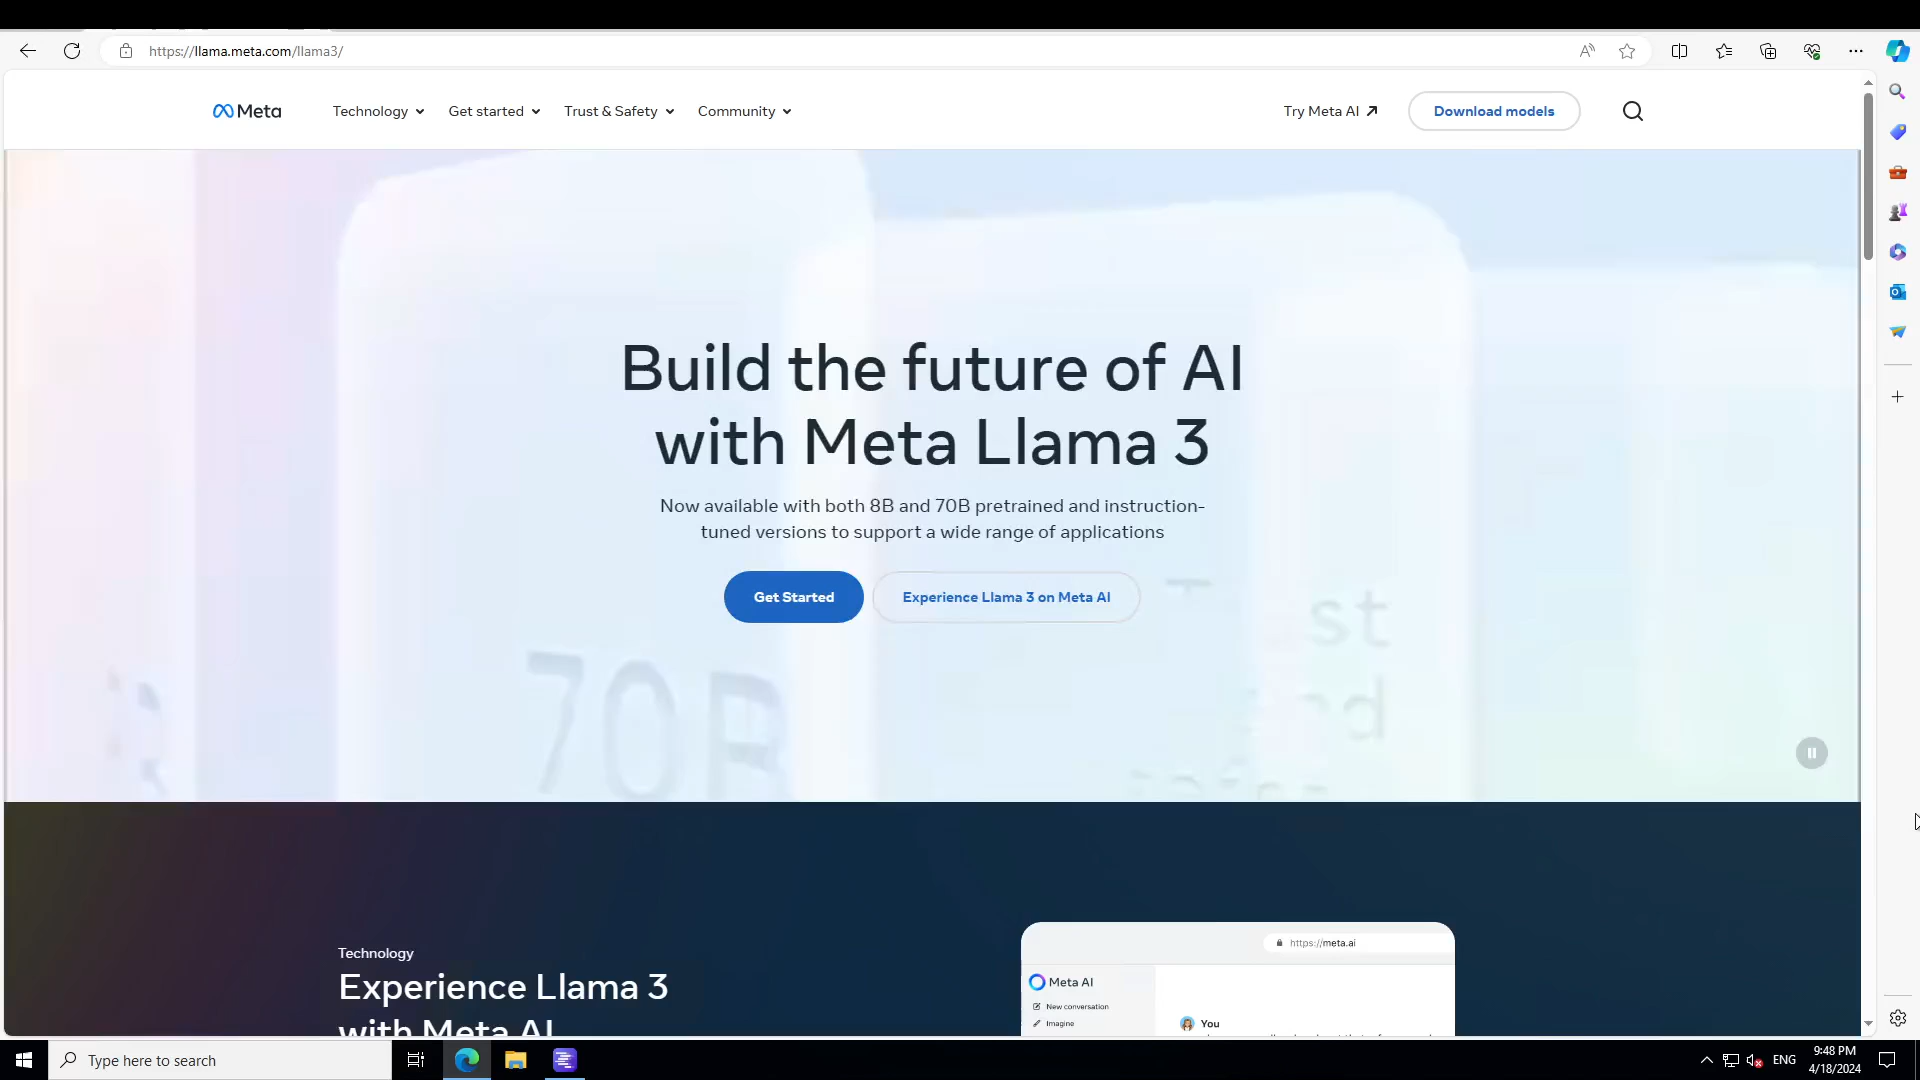 https://llama.meta.com/llama3/
Meta
Technology
Get started
Trust & Safety
Community
Try Meta AI
Download models
Build the future of AI
with Meta Llama 3
Now available with both 8B and 70B pretrained and instruction-
tuned versions to support a wide range of applications
Get Started
Experience Llama 3 on Meta AI
70B
Technology
Experience Llama 3
with Meta AI
https://meta.ai
Meta AI
New conversation
Imagine
You
Type here to search
ENG
9:48 PM
4/18/2024